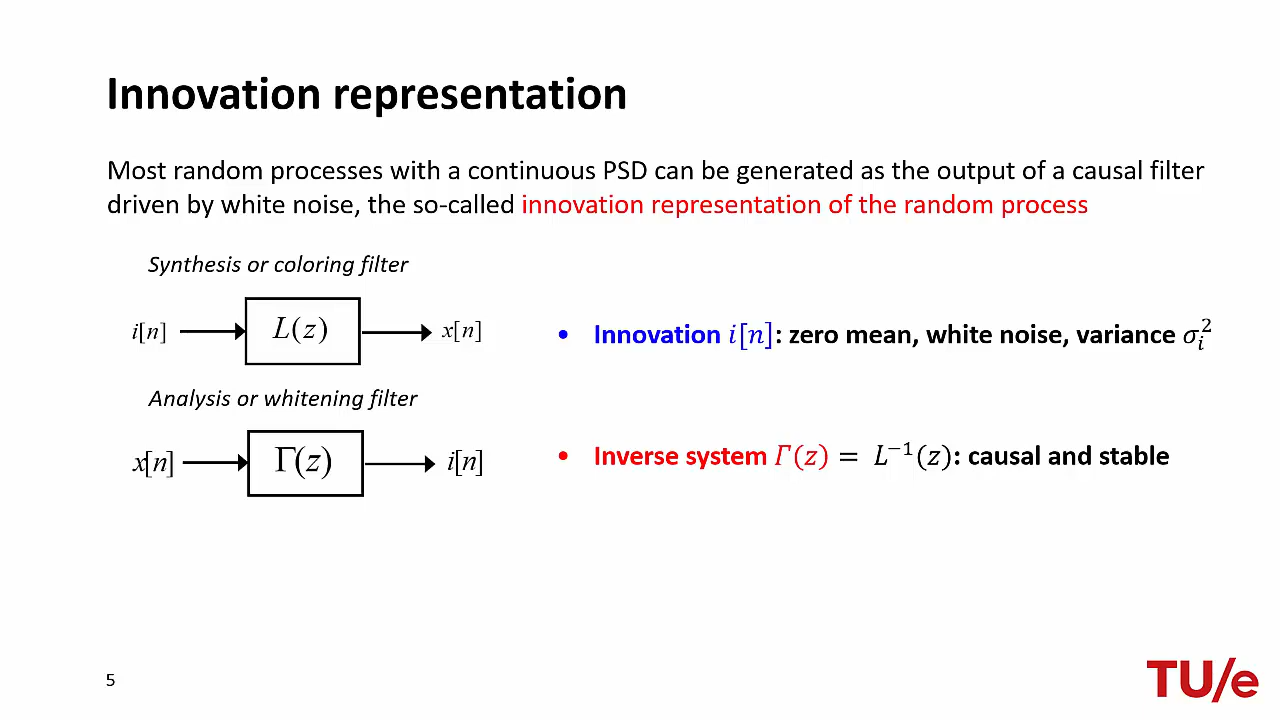 Innovation representation
Most random processes with a continuous PSD can be generated as the output of a causal filter
driven by white noise, the so-called innovation representation of the random process
Synthesis or coloring filter
i[n] L(z) x[n]
• Innovation i[n]: zero mean, white noise, variance σᵢ²
Analysis or whitening filter
x[n] Γ(z) i[n]
• Inverse system Γ(z) = L⁻¹(z): causal and stable
5
TU/e